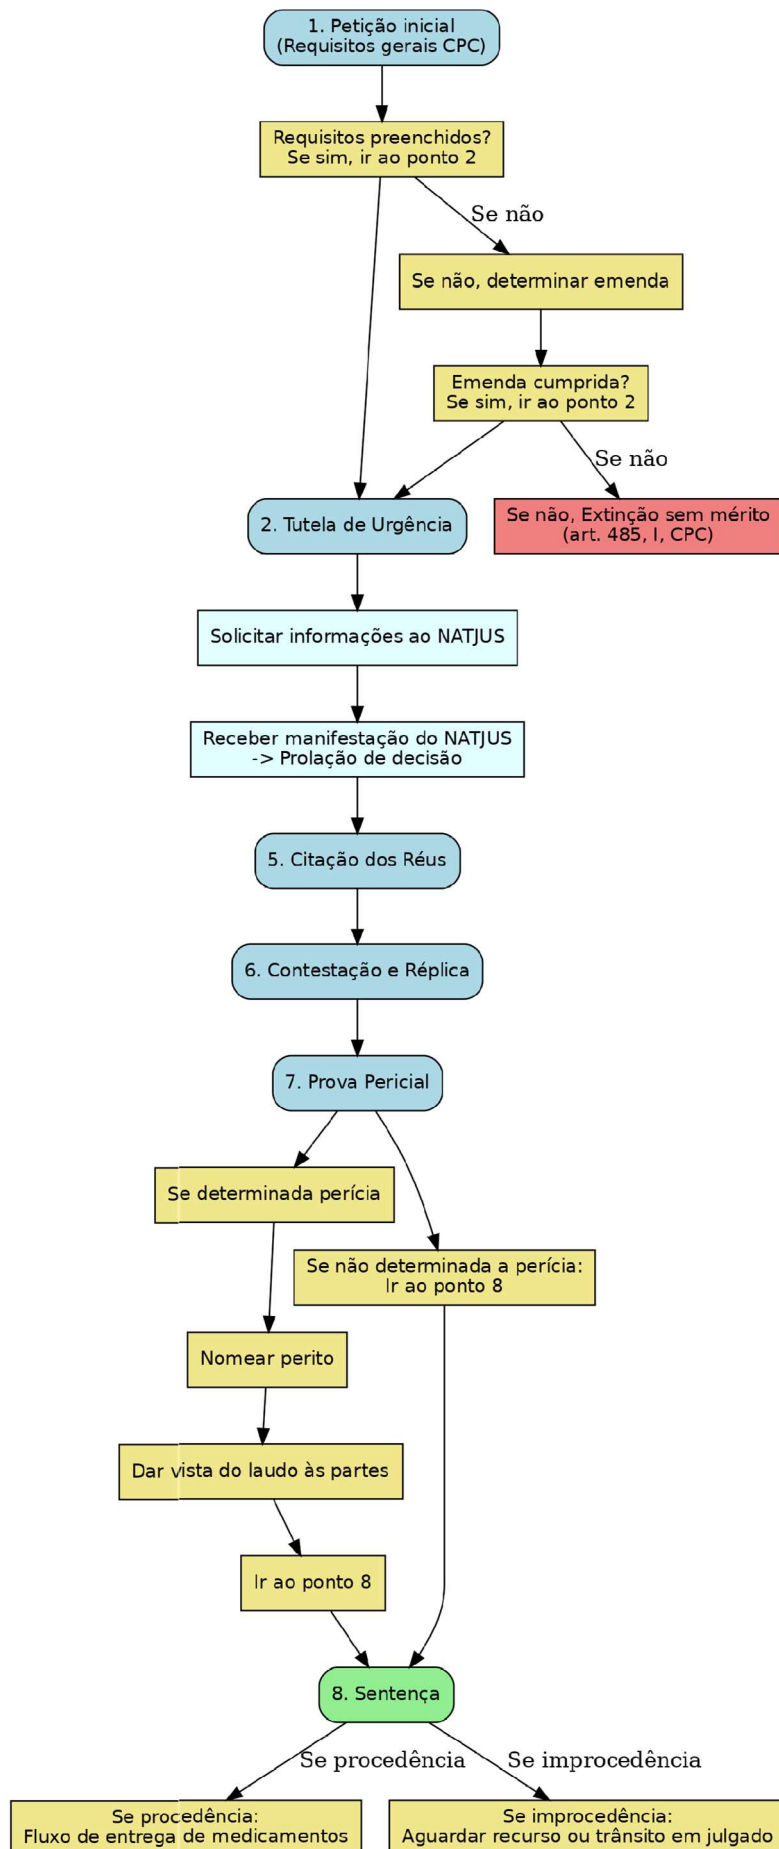 1. Petição inicial
(Requisitos gerais CPC)
Requisitos preenchidos?
Se sim, ir ao ponto 2
Se não
Se não, determinar emenda
Emenda cumprida?
Se sim, ir ao ponto 2
Se não
2. Tutela de Urgência
Se não, Extinção sem mérito
(art. 485, I, CPC)
Solicitar informações ao NATJUS
Receber manifestação do NATJUS
-> Prolação de decisão
5. Citação dos Réus
6. Contestação e Réplica
7. Prova Pericial
Se determinada perícia
Se não determinada a perícia:
Ir ao ponto 8
Nomear perito
Dar vista do laudo às partes
Ir ao ponto 8
8. Sentença
Se procedência
Se improcedência
Se procedência:
Fluxo de entrega de medicamentos
Se improcedência:
Aguardar recurso ou trânsito em julgado